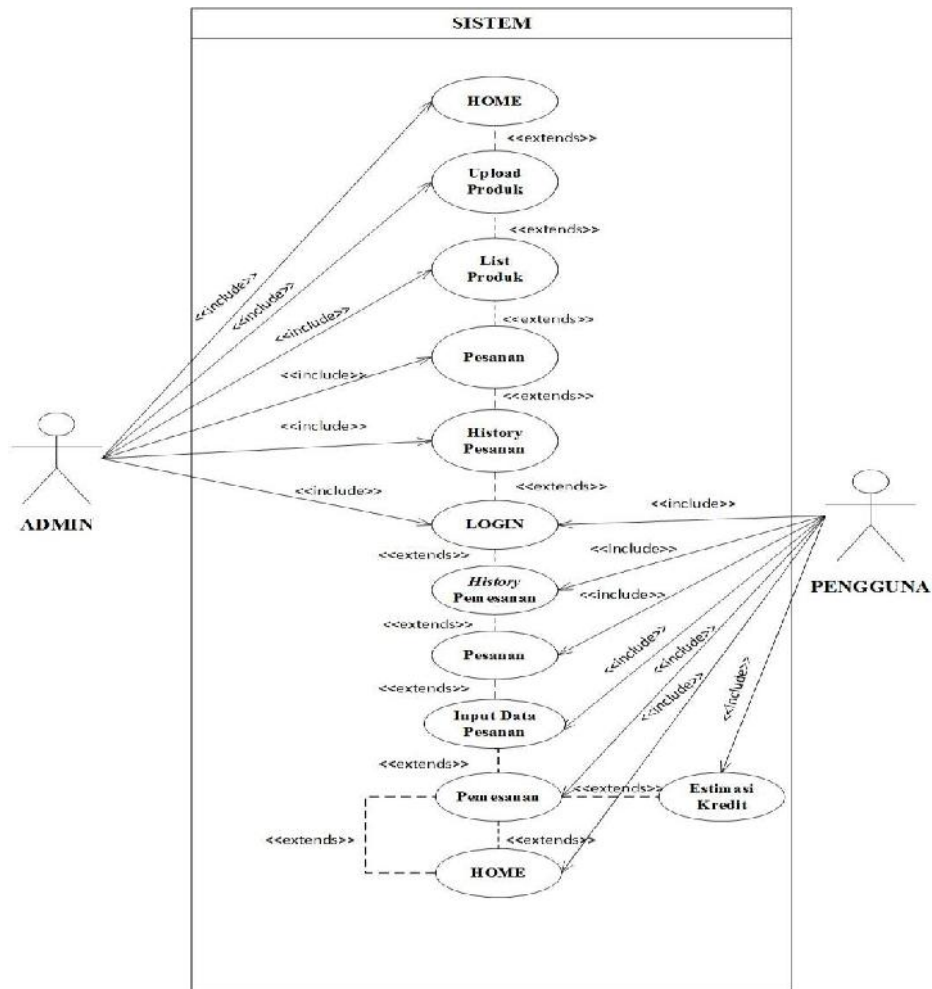 SISTEM
HOME
<<extends>>
Upload
Produk
<<extends>>
List
Produk
<<include>>
<<include>>
<<include>>
<<extends>>
Pesanan
<<include>>
<<extends>>
<<include>>
History
Pesanan
<<include>>
<<extends>>
<<include>>
ADMIN
LOGIN
<<extends>>
<<include>>
History
Pemesanan
<<include>>
PENGGUNA
<<extends>>
Pesanan
<<include>>
<<include>>
<<include>>
<<include>>
<<extends>>
Input Data
Pesanan
<<extends>>
Pemesanan
<<extends>>
Estimasi
Kredit
<<extends>>
<<extends>>
HOME